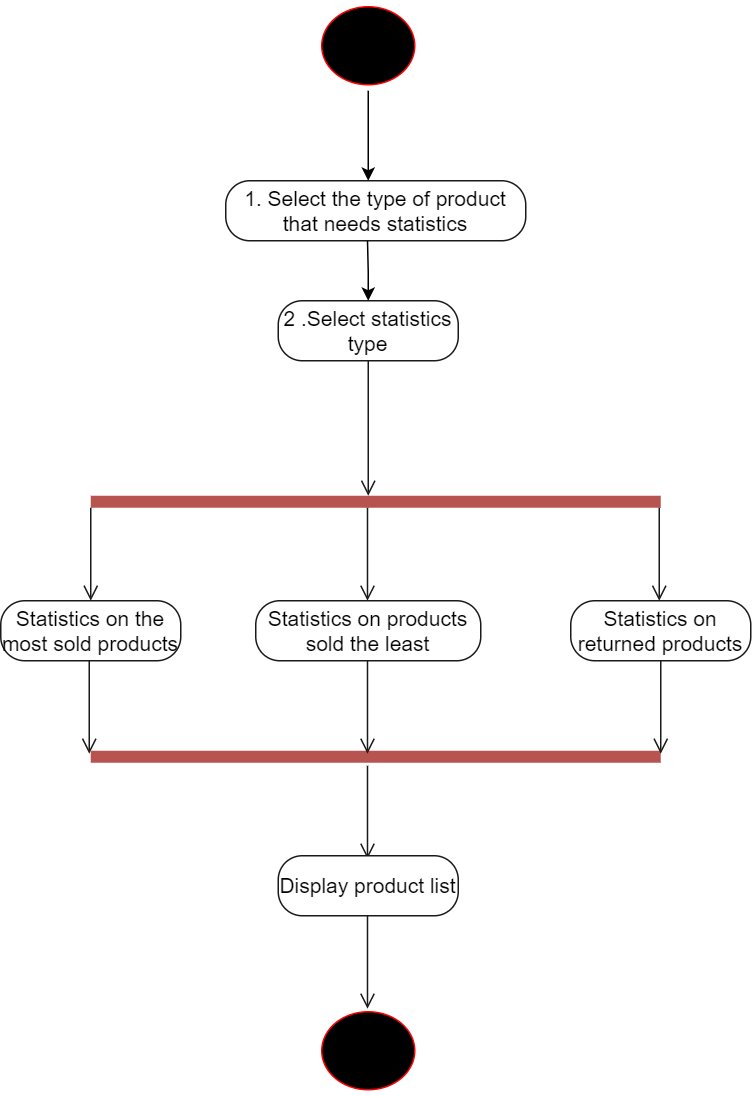 1. Select the type of product
that needs statistics
2 .Select statistics
type
Statistics on the
most sold products
Statistics on products
sold the least
Statistics on
returned products
Display product list